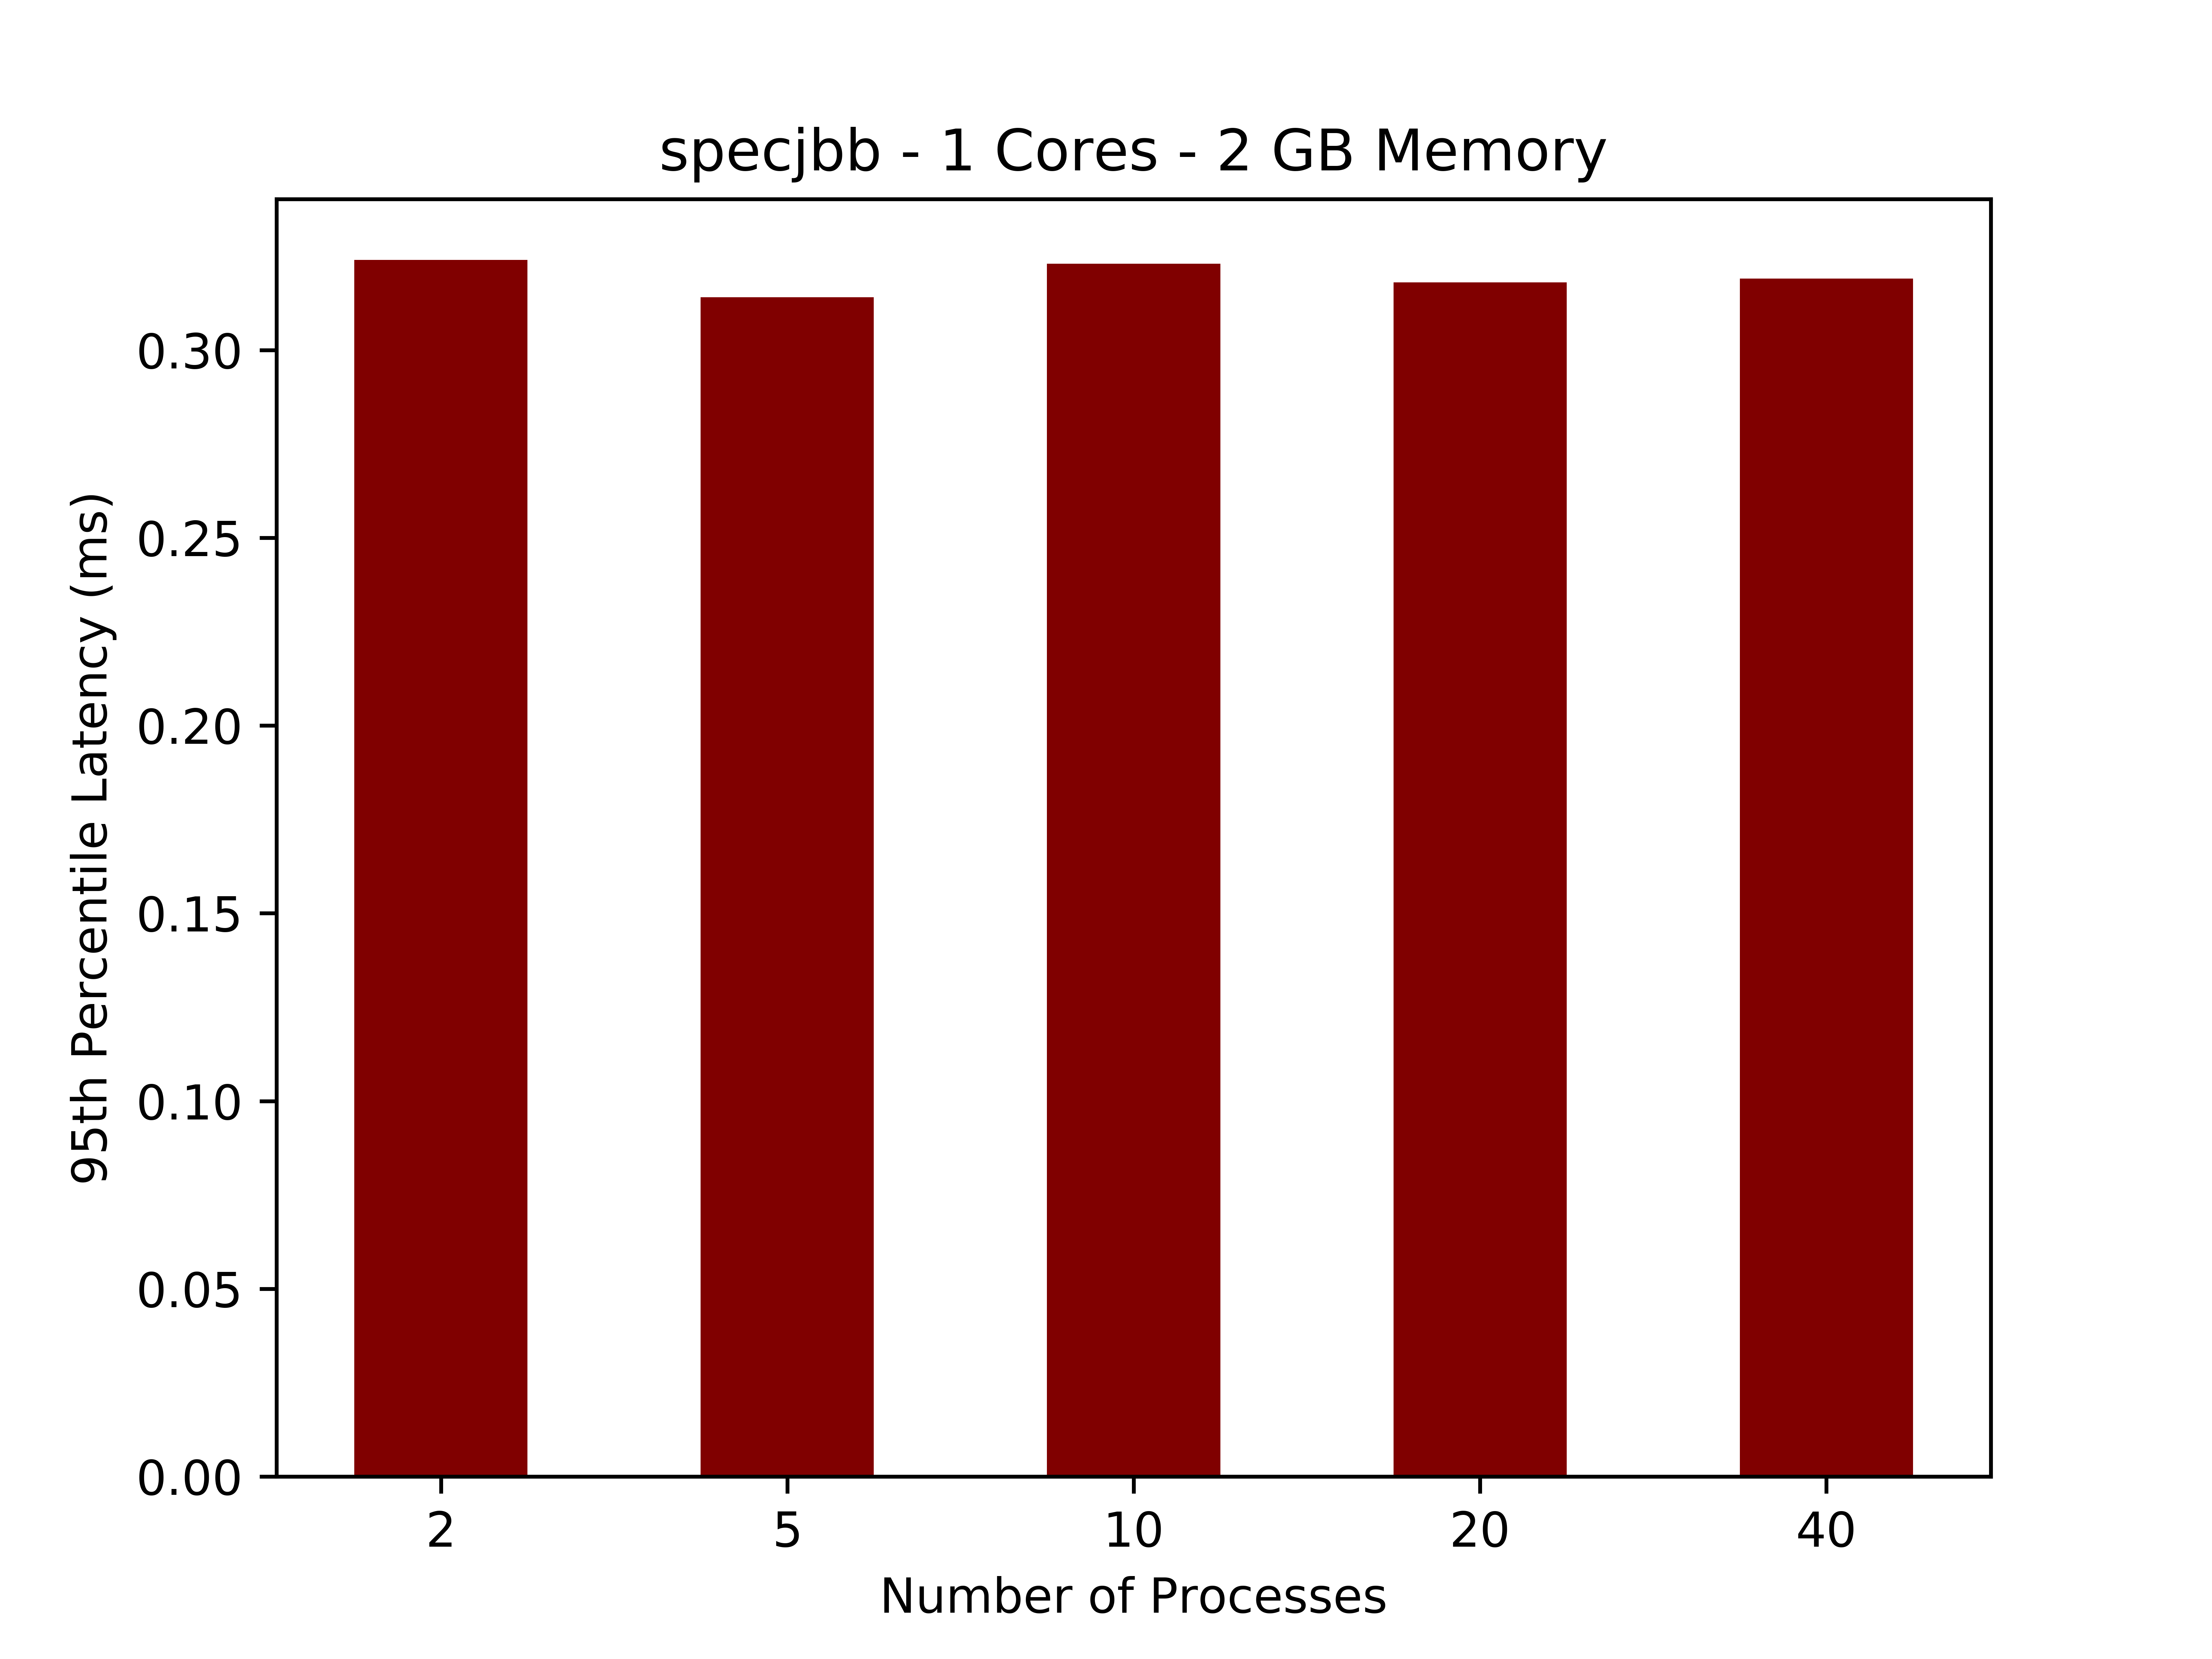 specjbb - 1 Cores - 2 GB Memory
95th Percentile Latency (ms)
0.30
0.25
0.20
0.15
0.10
0.05
0.00
2 5 10 20 40
Number of Processes